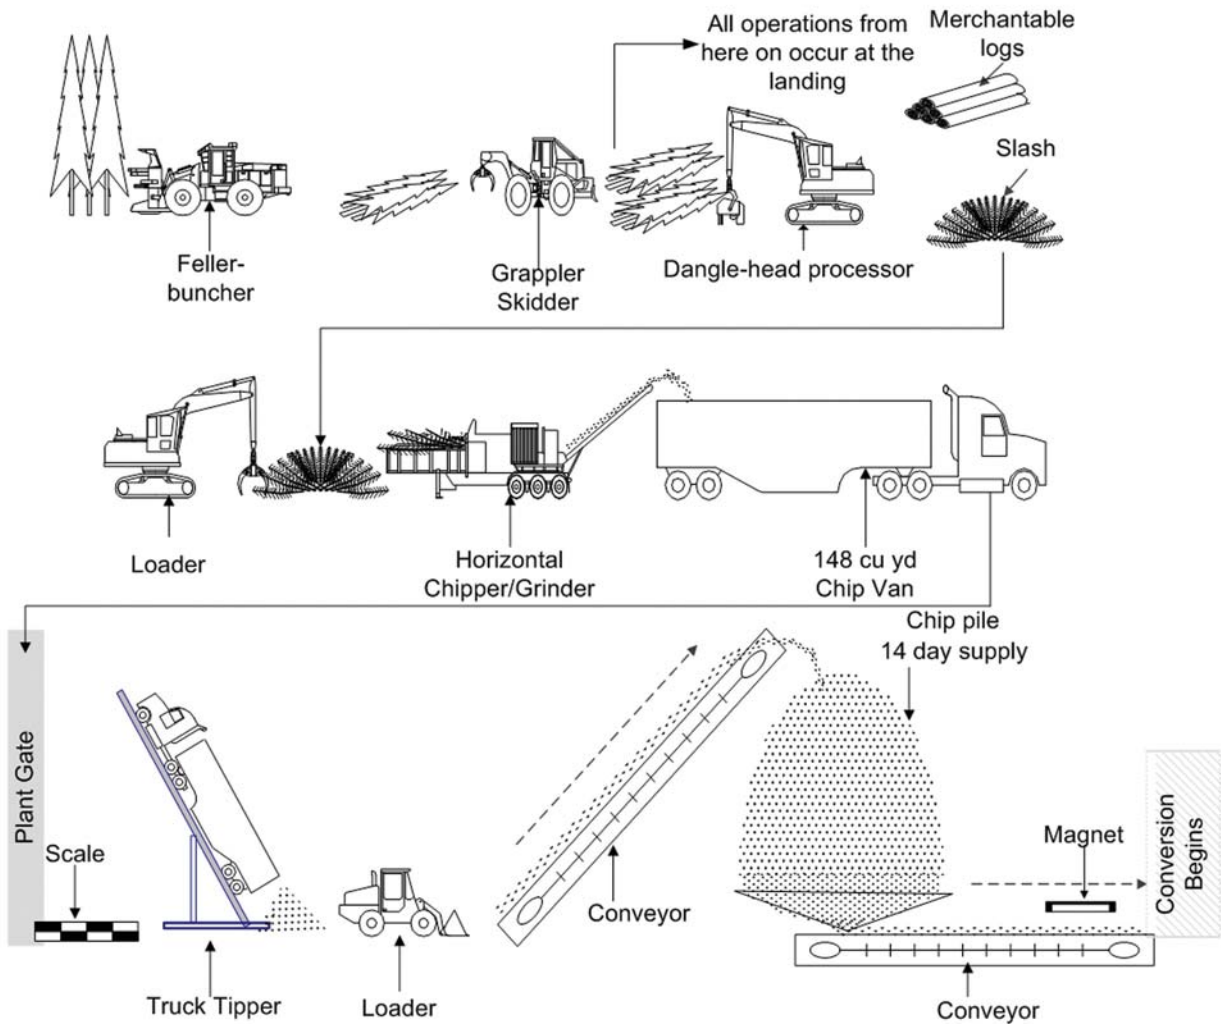 All operations from
here on occur at the
landing
Merchantable
logs
Slash
Feller-
buncher
Grappler
Skidder
Dangle-head processor
Loader
Horizontal
Chipper/Grinder
148 cu yd
Chip Van
Chip pile
14 day supply
Plant Gate
Scale
Truck Tipper
Loader
Conveyor
Magnet
Conversion
Begins
Conveyor